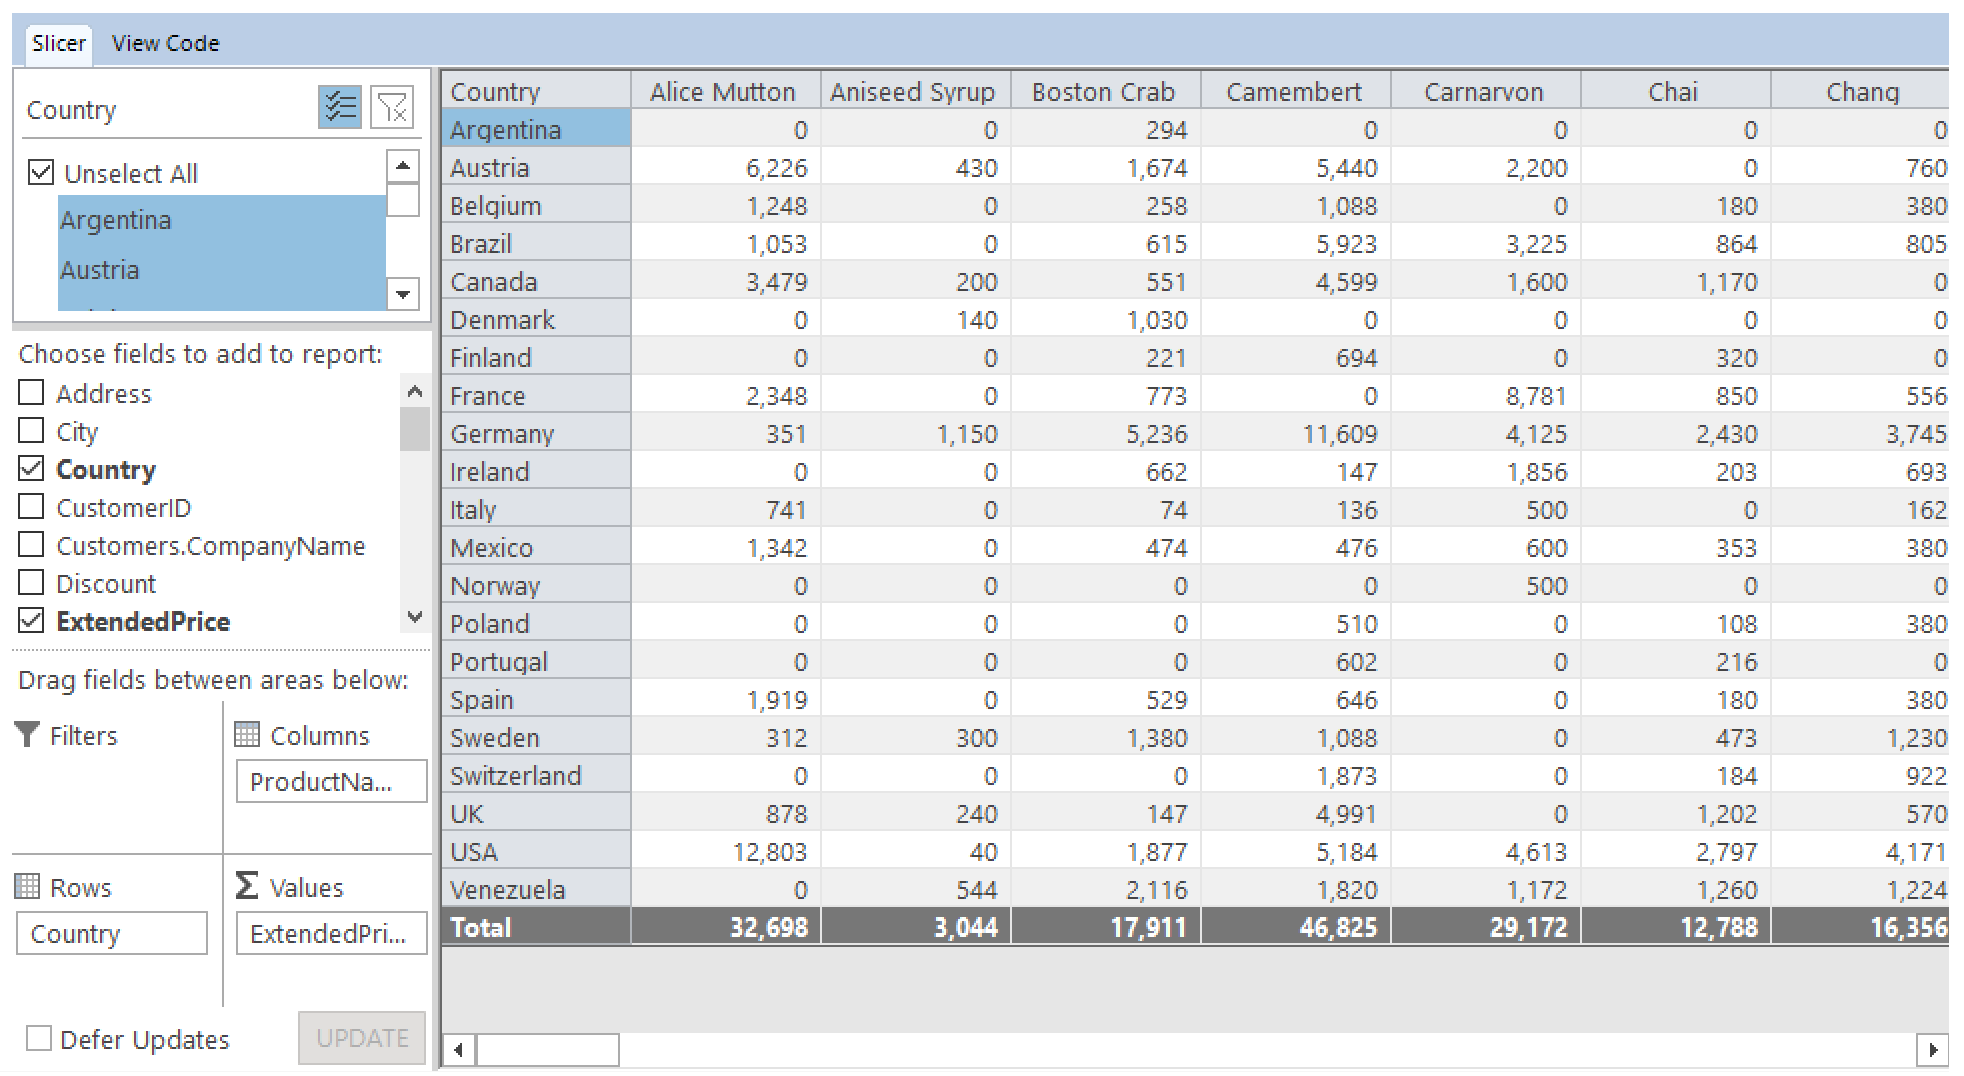 Slicer View Code
Country
Unselect All
Argentina
Austria
Choose fields to add to report:
Address
City
Country
CustomerID
Customers.CompanyName
Discount
ExtendedPrice
Drag fields between areas below:
Filters
Columns
ProductNa...
Rows
Country
Values
ExtendedPri...
Defer Updates
UPDATE
Country Alice Mutton Aniseed Syrup Boston Crab Camembert Carnarvon Chai Chang
Argentina 0 0 294 0 0 0 0
Austria 6,226 430 1,674 5,440 2,200 0 760
Belgium 1,248 0 258 1,088 0 180 380
Brazil 1,053 0 615 5,923 3,225 864 805
Canada 3,479 200 551 4,599 1,600 1,170 0
Denmark 0 140 1,030 0 0 0 0
Finland 0 0 221 694 0 320 0
France 2,348 0 773 0 8,781 850 556
Germany 351 1,150 5,236 11,609 4,125 2,430 3,745
Ireland 0 0 662 147 1,856 203 693
Italy 741 0 74 136 500 0 162
Mexico 1,342 0 474 476 600 353 380
Norway 0 0 0 0 500 0 0
Poland 0 0 0 510 0 108 380
Portugal 0 0 0 602 0 216 0
Spain 1,919 0 529 646 0 180 380
Sweden 312 300 1,380 1,088 0 473 1,230
Switzerland 0 0 0 1,873 0 184 922
UK 878 240 147 4,991 0 1,202 570
USA 12,803 40 1,877 5,184 4,613 2,797 4,171
Venezuela 0 544 2,116 1,820 1,172 1,260 1,224
Total 32,698 3,044 17,911 46,825 29,172 12,788 16,356